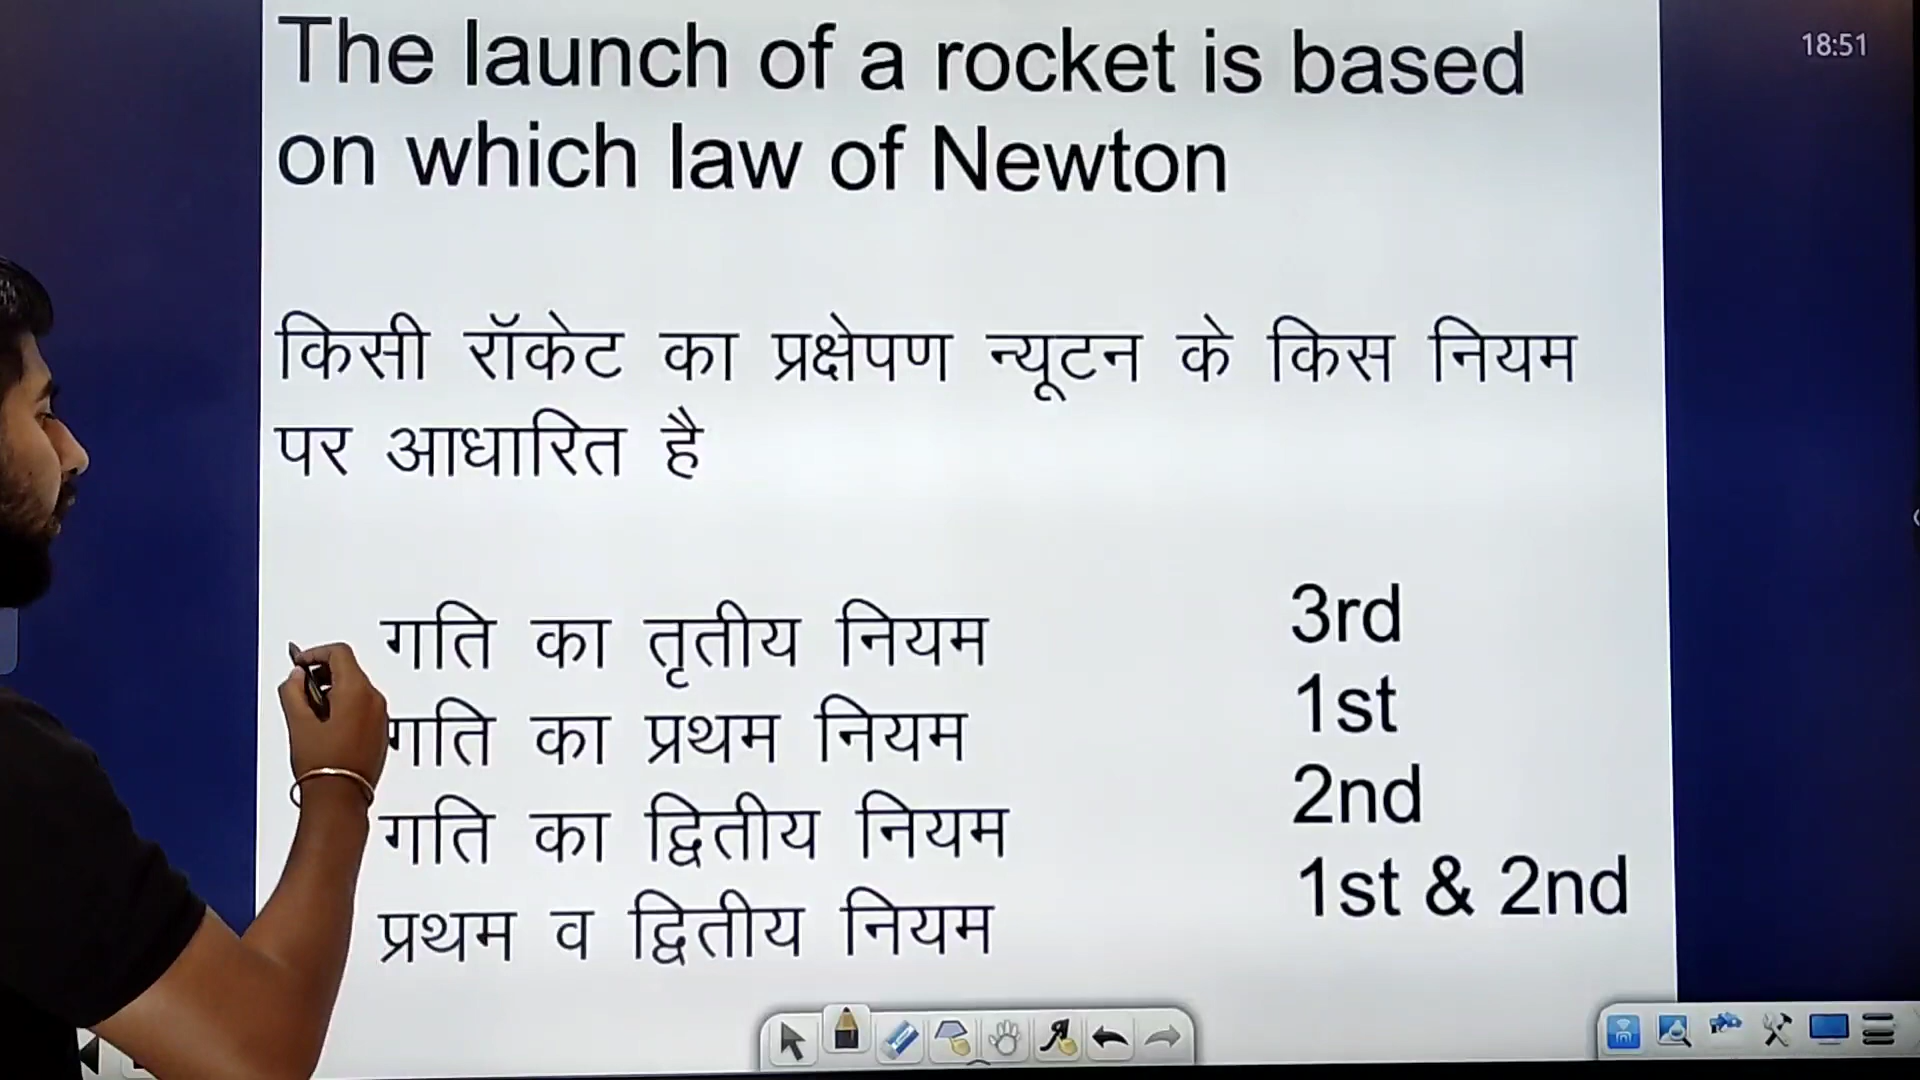 The launch of a rocket is based
on which law of Newton
18:51
किसी रॉकेट का प्रक्षेपण न्यूटन के किस नियम
पर आधारित है
गति का तृतीय नियम 3rd
गति का प्रथम नियम 1st
गति का द्वितीय नियम 2nd
प्रथम व द्वितीय नियम 1st & 2nd